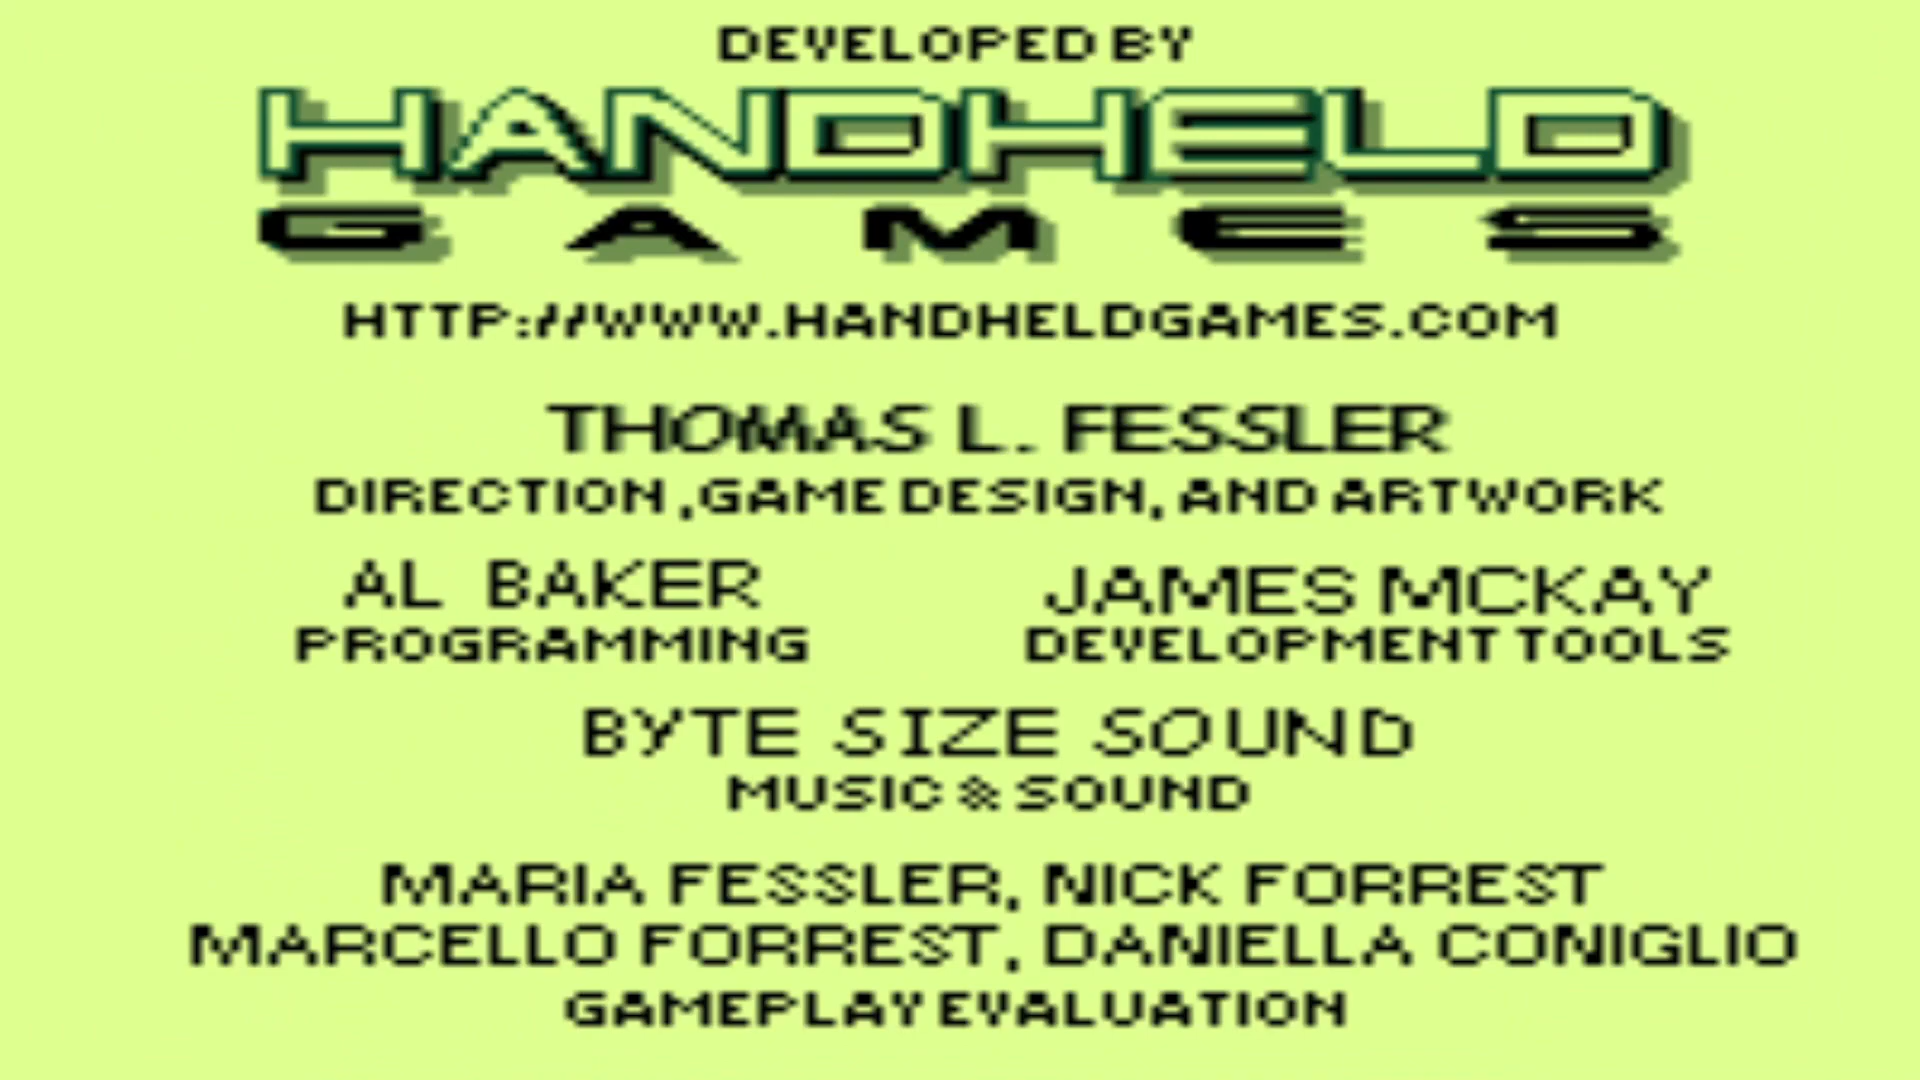 DEVELOPED BY
HANDHELD
GAMES
HTTP://WWW.HANDHELDGAMES.COM
THOMAS L. FESSLER
DIRECTION ,GAME DESIGN, AND ARTWORK
AL BAKER JAMES MCKAY
PROGRAMMING DEVELOPMENT TOOLS
BYTE SIZE SOUND
MUSIC & SOUND
MARIA FESSLER, NICK FORREST
MARCELLO FORREST, DANIELLA CONIGLIO
GAMEPLAY EVALUATION